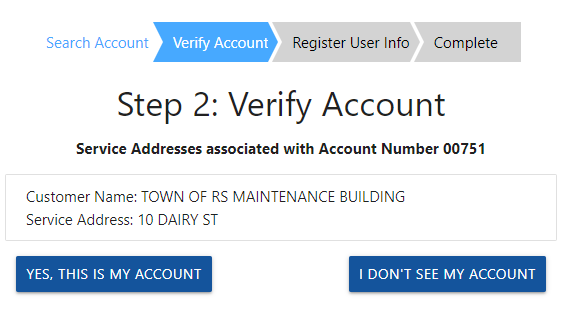 Search Account Verify Account Register User Info Complete
Step 2: Verify Account
Service Addresses associated with Account Number 00751
Customer Name: TOWN OF RS MAINTENANCE BUILDING
Service Address: 10 DAIRY ST
YES, THIS IS MY ACCOUNT I DON'T SEE MY ACCOUNT